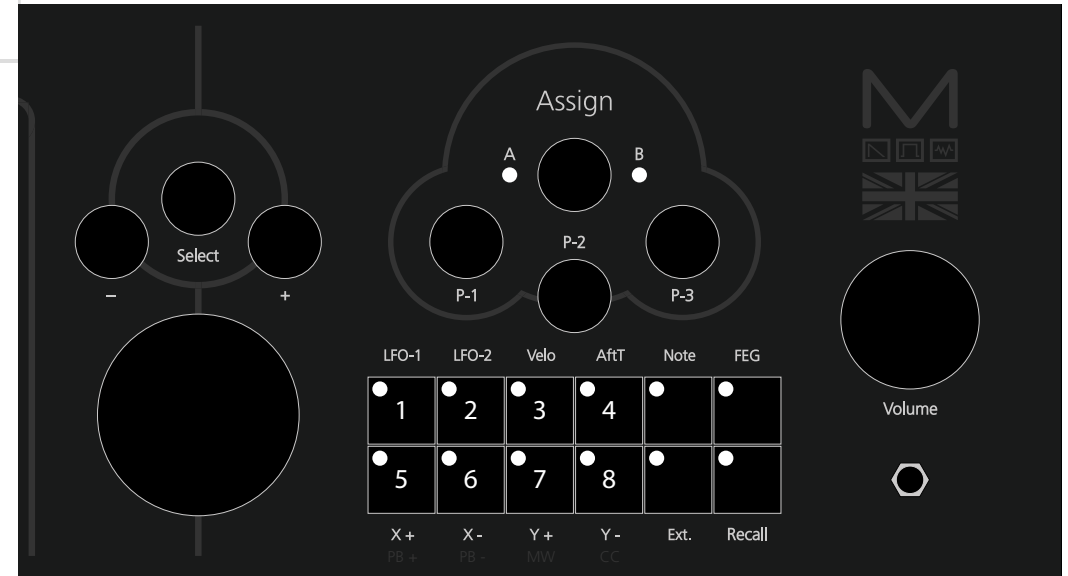 Assign
A B
Select
P-2
− +
P-1 P-3
LFO-1 LFO-2 Velo AftT Note FEG
1 2 3 4
Volume
5 6 7 8
X + X - Y + Y - Ext. Recall
PB + PB - MW CC
M